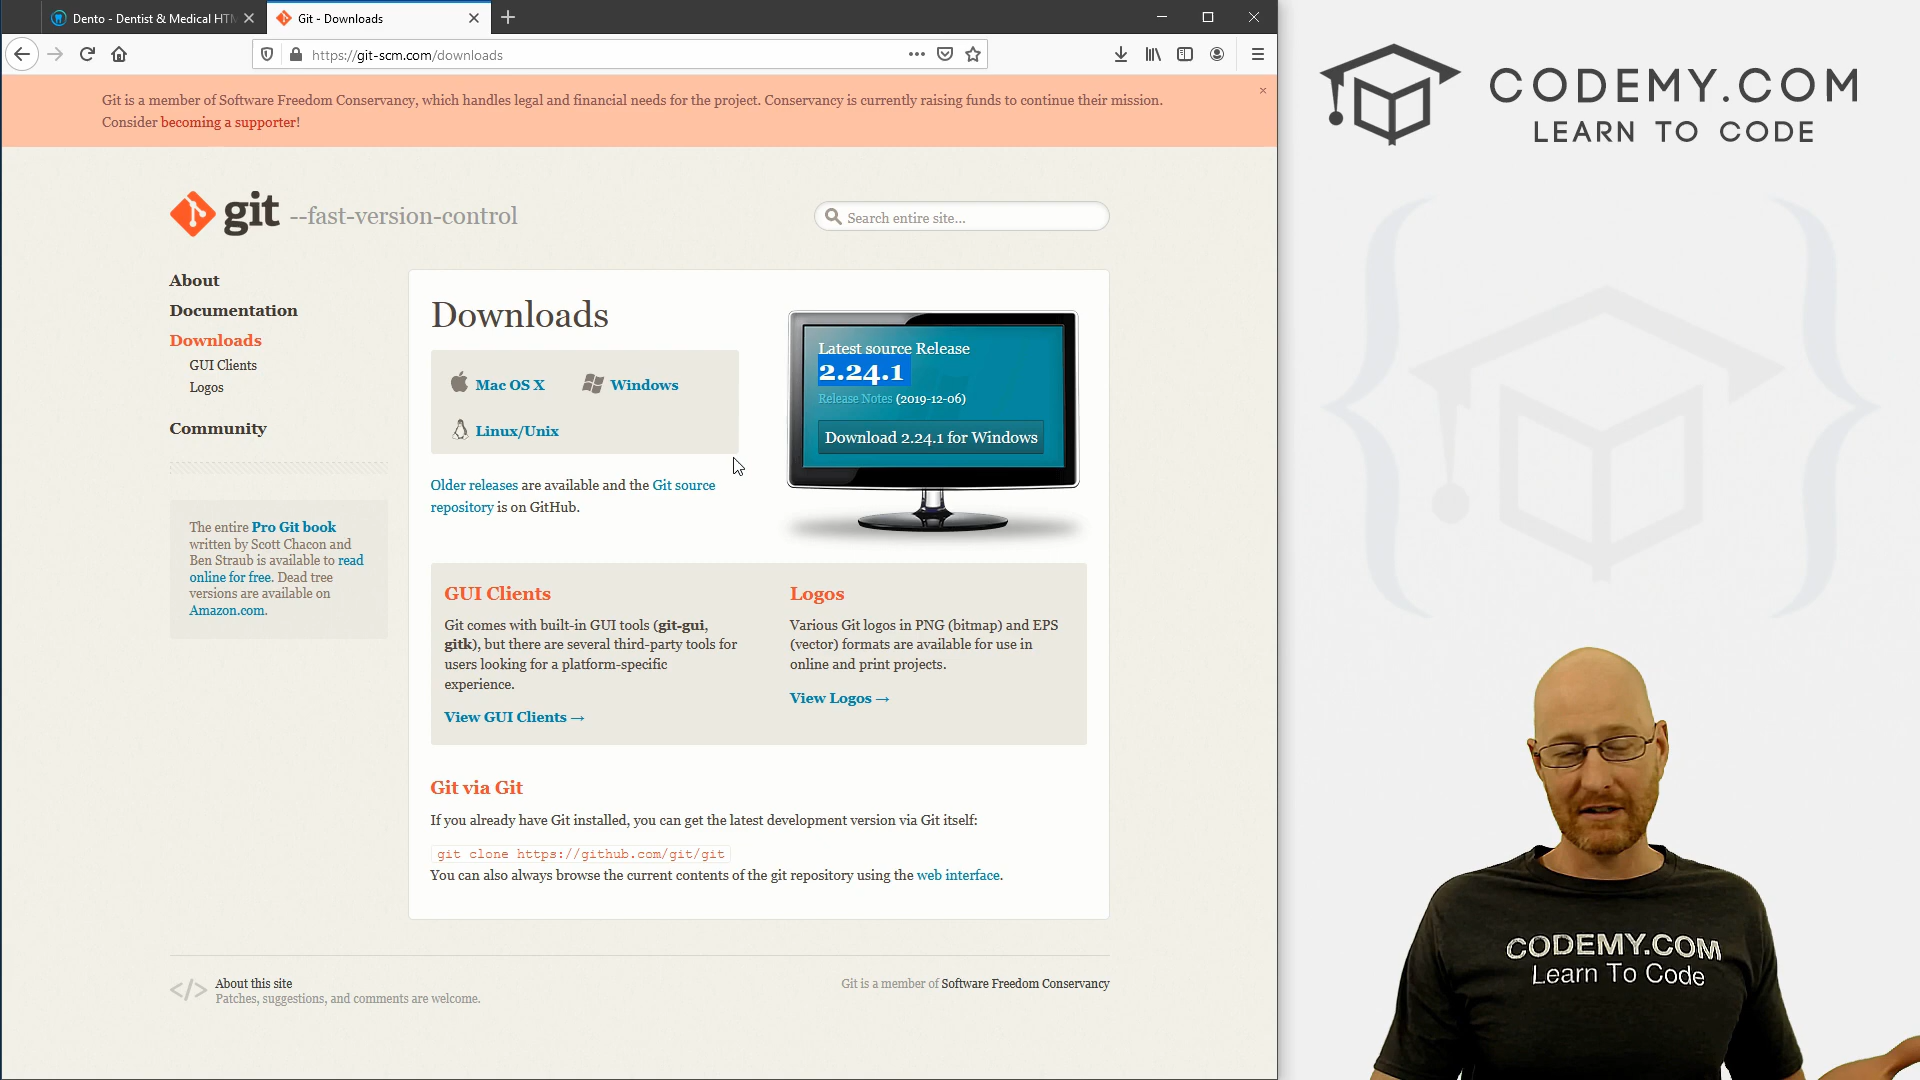 Dento - Dentist & Medical HTM
Git - Downloads
https://git-scm.com/downloads
Git is a member of Software Freedom Conservancy, which handles legal and financial needs for the project. Conservancy is currently raising funds to continue their mission.
Consider becoming a supporter!
git --fast-version-control
Search entire site...
About
Documentation
Downloads
GUI Clients
Logos
Community
The entire Pro Git book
written by Scott Chacon and
Ben Straub is available to read
online for free. Dead tree
versions are available on
Amazon.com.
Downloads
Mac OS X
Windows
Linux/Unix
Older releases are available and the Git source
repository is on GitHub.
Latest source Release
2.24.1
Release Notes (2019-12-06)
Download 2.24.1 for Windows
GUI Clients
Git comes with built-in GUI tools (git-gui,
gitk), but there are several third-party tools for
users looking for a platform-specific
experience.
View GUI Clients →
Logos
Various Git logos in PNG (bitmap) and EPS
(vector) formats are available for use in
online and print projects.
View Logos →
Git via Git
If you already have Git installed, you can get the latest development version via Git itself:
git clone https://github.com/git/git
You can also always browse the current contents of the git repository using the web interface.
</> About this site
Patches, suggestions, and comments are welcome.
Git is a member of Software Freedom Conservancy
CODEMY.COM
LEARN TO CODE
CODEMY.COM
Learn To Code